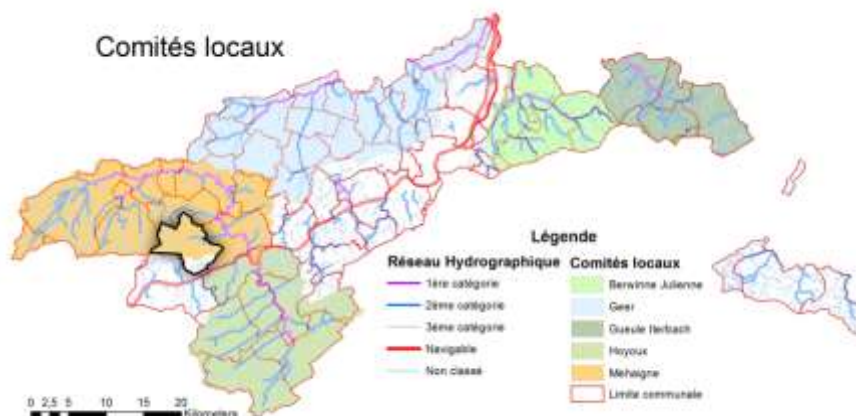 Comités locaux
Légende
Réseau Hydrographique
1ère catégorie
2ème catégorie
3ème catégorie
Navigable
Non classé
Comités locaux
Berwinne Julienne
Geer
Gueule Iterbach
Hoyoux
Mehaigne
Limite communale
0 2,5 5 10 15 20
Kilometers